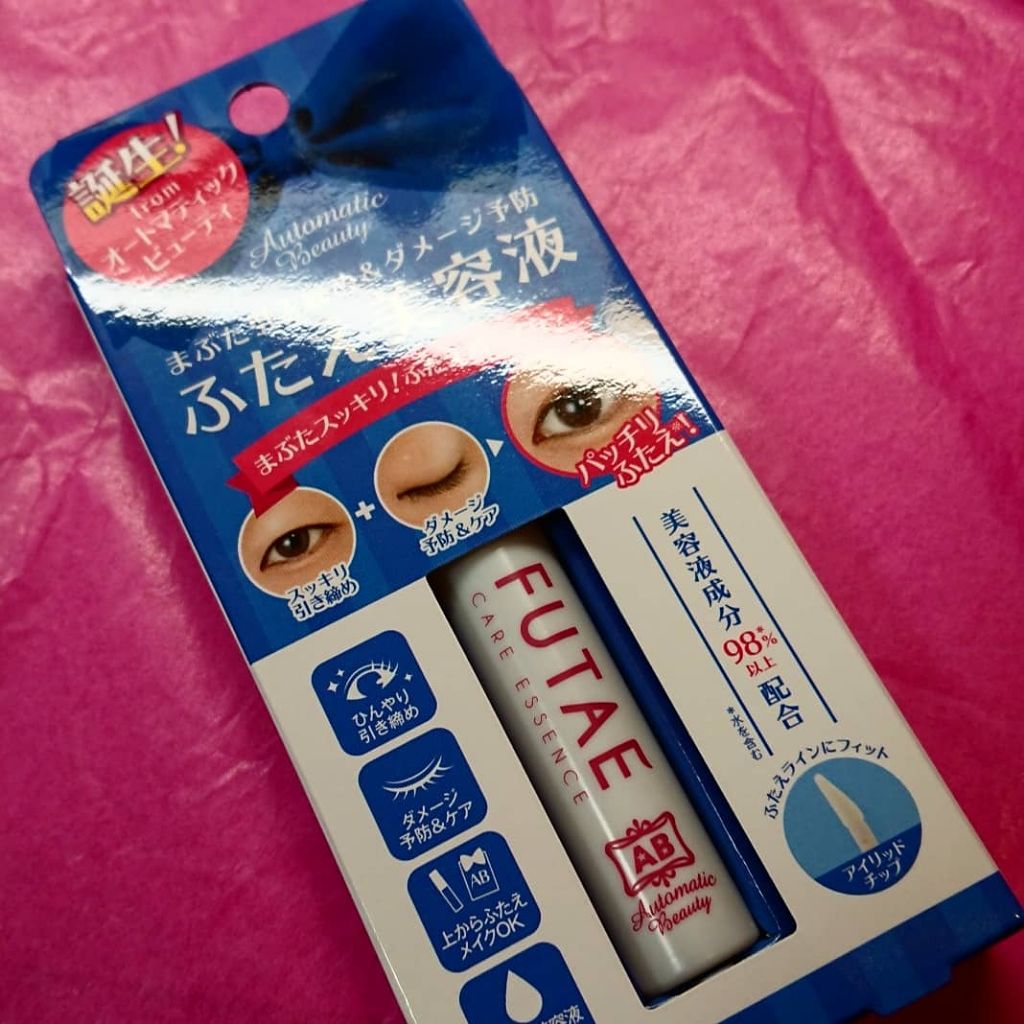 誕生!
from
オートマティック
ビューティ
Automatic
Beauty
まぶた &ダメージ予防
ふたえ 容液
まぶたスッキリ!ふた
スッキリ
引き締め
+
ダメージ
予防&ケア
パッチリ
ふたえ※!
ひんやり
引き締め
ダメージ
予防&ケア
AB
上からふたえ
メイクOK
容液
FUTAE
CARE ESSENCE
AB
Automatic
Beauty
美容液成分98*%以上配合
*水を含む
ふたえラインにフィット
アイリッド
チップ